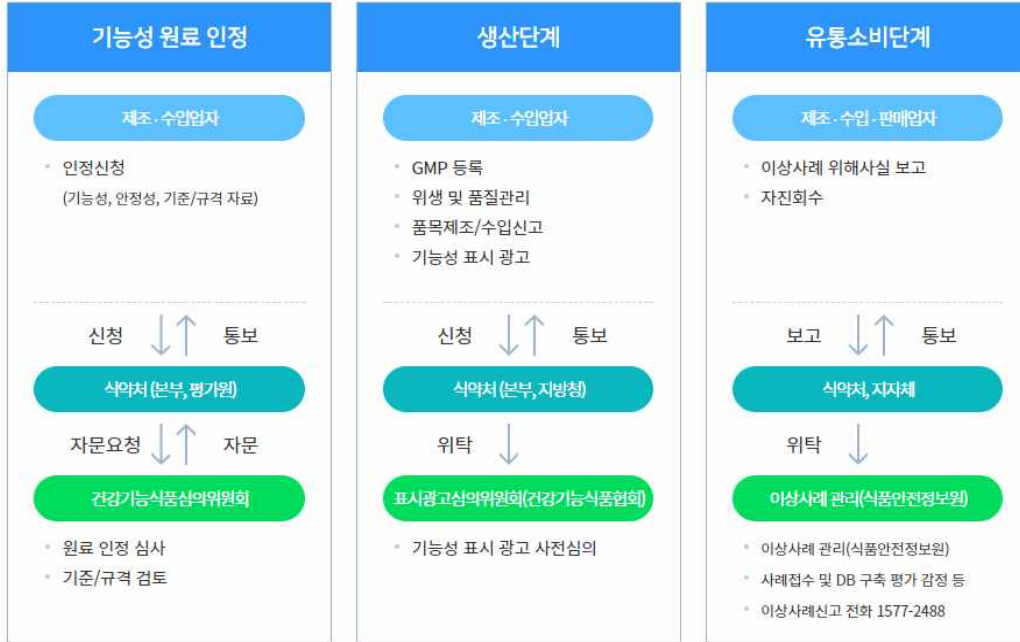 기능성 원료 인정
제조·수입업자
인정신청
(기능성, 안정성, 기준/규격 자료)
신청
통보
식약처 (본부, 평가원)
자문요청
자문
건강기능식품심의위원회
원료 인정 심사
기준/규격 검토
생산단계
제조·수입업자
GMP 등록
위생 및 품질관리
품목제조/수입신고
기능성 표시 광고
신청
통보
식약처 (본부, 지방청)
위탁
표시광고심의위원회(건강기능식품협회)
기능성 표시 광고 사전심의
유통소비단계
제조·수입·판매업자
이상사례 위해사실 보고
자진회수
보고
통보
식약처, 지자체
위탁
이상사례 관리(식품안전정보원)
이상사례 관리(식품안전정보원)
사례접수 및 DB 구축 평가 감정 등
이상사례신고 전화 1577-2488